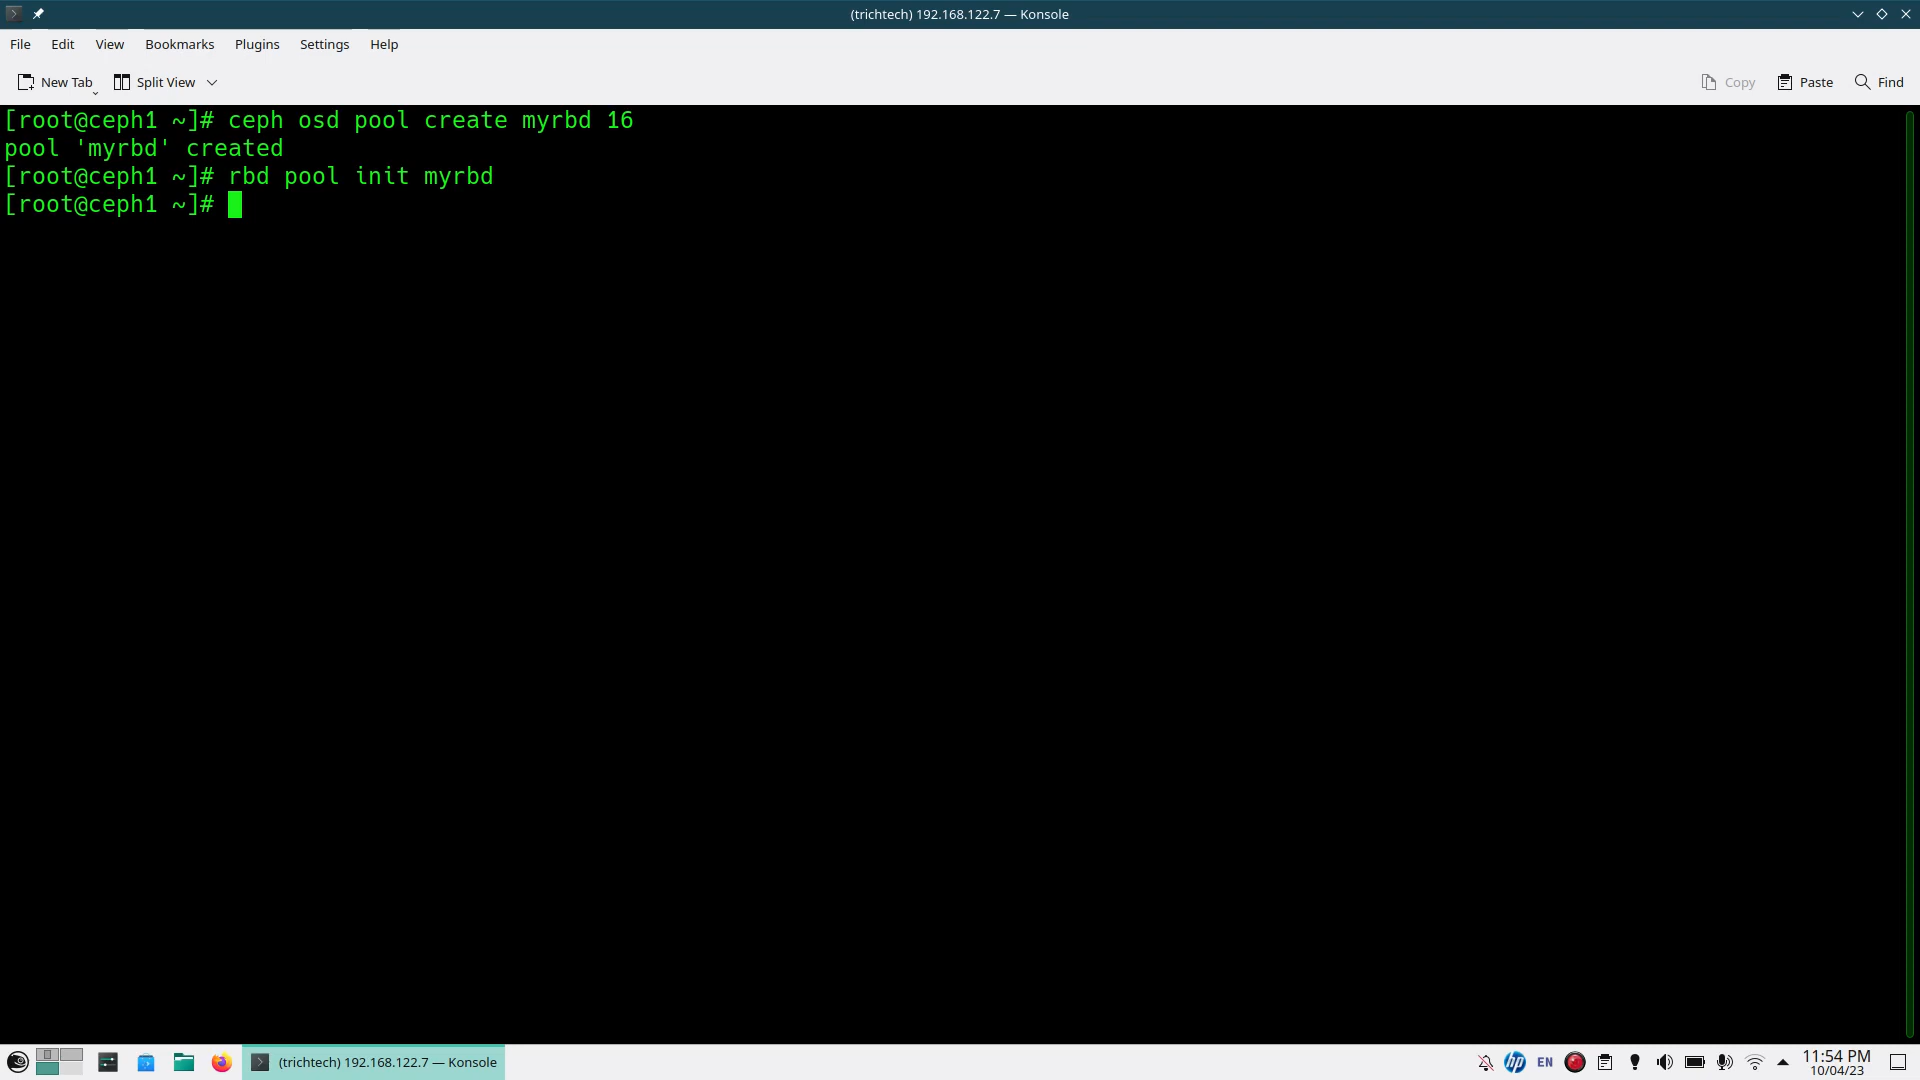 (trichtech) 192.168.122.7 — Konsole
File Edit View Bookmarks Plugins Settings Help
New Tab Split View Copy Paste Find
[root@ceph1 ~]# ceph osd pool create myrbd 16
pool 'myrbd' created
[root@ceph1 ~]# rbd pool init myrbd
[root@ceph1 ~]#
(trichtech) 192.168.122.7 — Konsole hp EN 11:54 PM
10/04/23